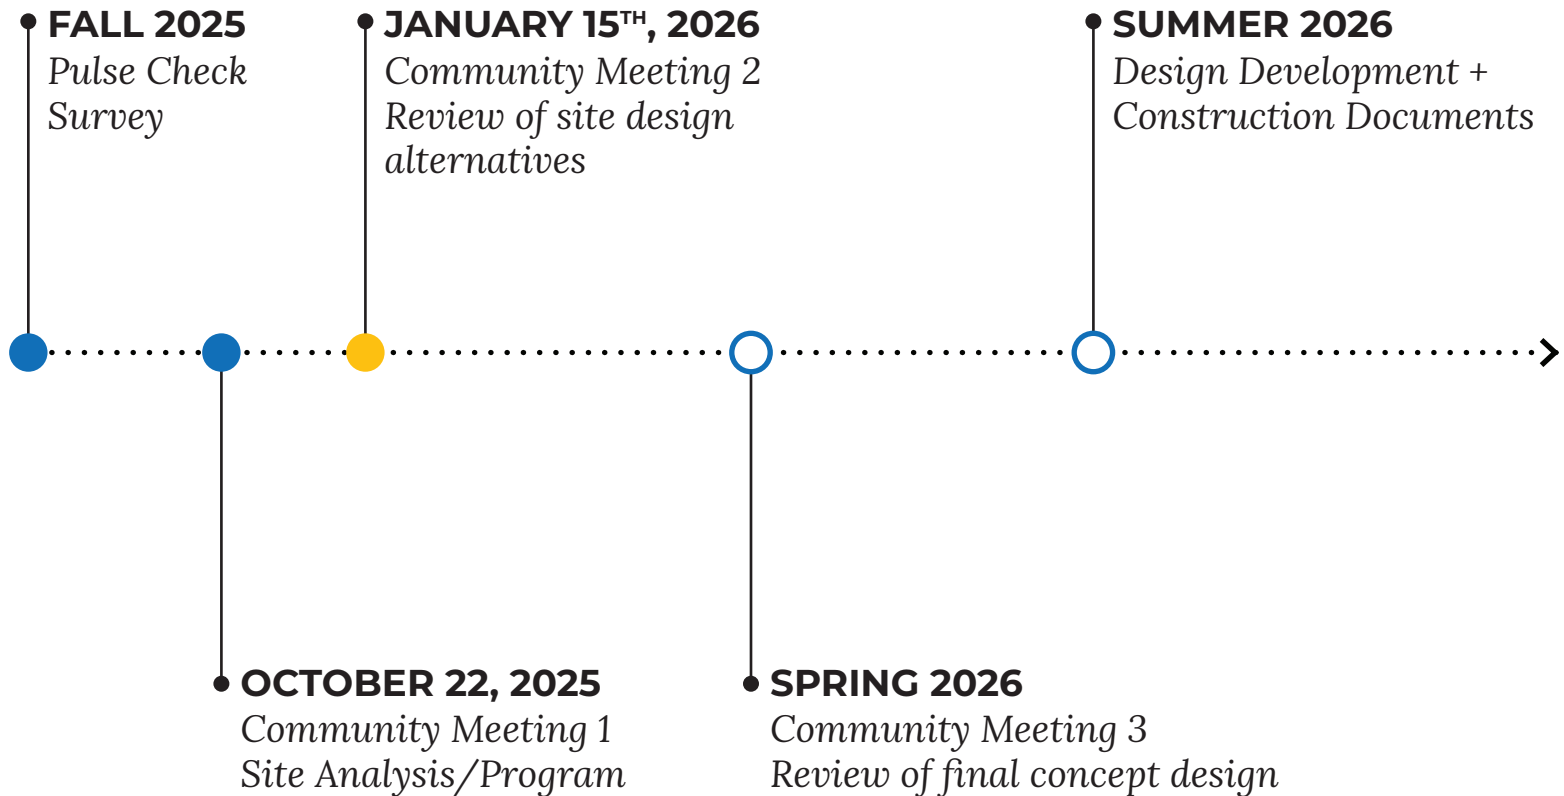 FALL 2025
Pulse Check
Survey
JANUARY 15TH, 2026
Community Meeting 2
Review of site design
alternatives
SUMMER 2026
Design Development +
Construction Documents
OCTOBER 22, 2025
Community Meeting 1
Site Analysis/Program
SPRING 2026
Community Meeting 3
Review of final concept design